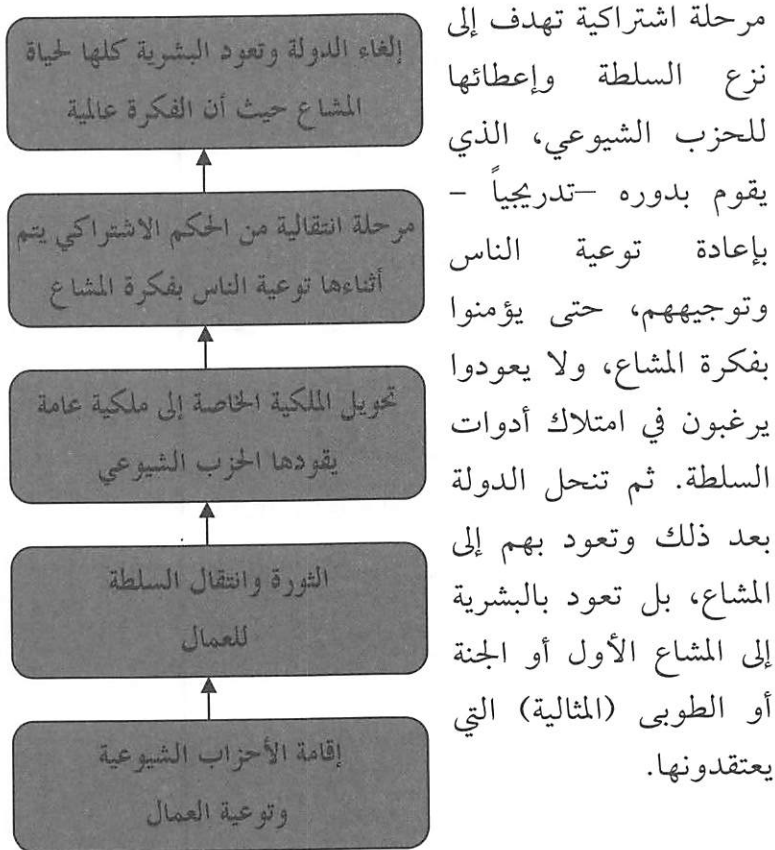 مرحلة اشتراكية تهدف إلى
نزع السلطة وإعطائها
للحزب الشيوعي، الذي
يقوم بدوره –تدريجياً –
بإعادة توعية الناس
وتوجيههم، حتى يؤمنوا
بفكرة المشاع، ولا يعودوا
يرغبون في امتلاك أدوات
السلطة. ثم تنحل الدولة
بعد ذلك وتعود بهم إلى
المشاع، بل تعود بالبشرية
إلى المشاع الأول أو الجنة
أو الطوبى (المثالية) التي
يعتقدونها.
إلغاء الدولة وتعود البشرية كلها لحياة
المشاع حيث أن الفكرة عالمية
مرحلة انتقالية من الحكم الاشتراكي يتم
أثناءها توعية الناس بفكرة المشاع
تحويل الملكية الخاصة إلى ملكية عامة
يقودها الحزب الشيوعي
الثورة وانتقال السلطة
للعمال
إقامة الأحزاب الشيوعية
وتوعية العمال